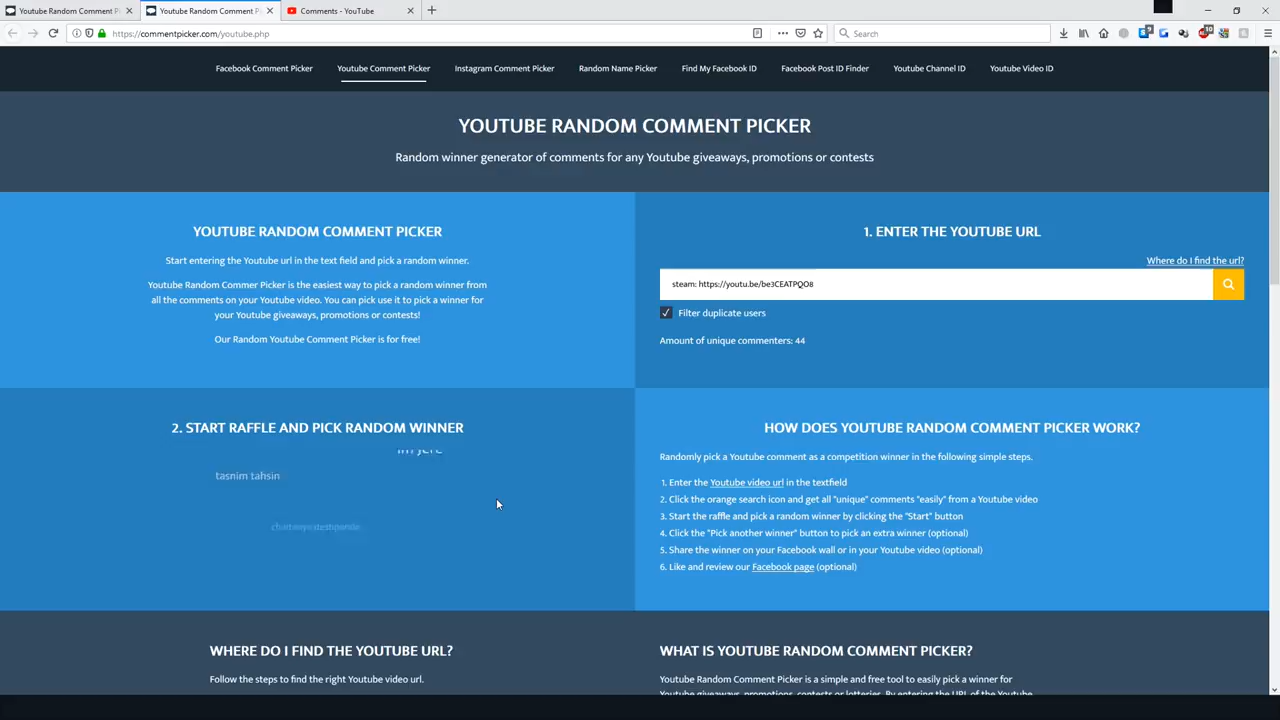 Youtube Random Comment P
Youtube Random Comment P
Comments - YouTube
https://commentpicker.com/youtube.php
Search
Facebook Comment Picker
Youtube Comment Picker
Instagram Comment Picker
Random Name Picker
Find My Facebook ID
Facebook Post ID Finder
Youtube Channel ID
Youtube Video ID
YOUTUBE RANDOM COMMENT PICKER
Random winner generator of comments for any Youtube giveaways, promotions or contests
YOUTUBE RANDOM COMMENT PICKER
Start entering the Youtube url in the text field and pick a random winner.
Youtube Random Commer Picker is the easiest way to pick a random winner from
all the comments on your Youtube video. You can pick use it to pick a winner for
your Youtube giveaways, promotions or contests!
Our Random Youtube Comment Picker is for free!
1. ENTER THE YOUTUBE URL
Where do I find the url?
steam: https://youtu.be/be3CEATPQO8
Filter duplicate users
Amount of unique commenters: 44
2. START RAFFLE AND PICK RANDOM WINNER
tasnim tahsin
HOW DOES YOUTUBE RANDOM COMMENT PICKER WORK?
Randomly pick a Youtube comment as a competition winner in the following simple steps.
1. Enter the Youtube video url in the textfield
2. Click the orange search icon and get all "unique" comments "easily" from a Youtube video
3. Start the raffle and pick a random winner by clicking the "Start" button
4. Click the "Pick another winner" button to pick an extra winner (optional)
5. Share the winner on your Facebook wall or in your Youtube video (optional)
6. Like and review our Facebook page (optional)
WHERE DO I FIND THE YOUTUBE URL?
Follow the steps to find the right Youtube video url.
WHAT IS YOUTUBE RANDOM COMMENT PICKER?
Youtube Random Comment Picker is a simple and free tool to easily pick a winner for
Youtube giveaways, promotions, contests or lotteries. By entering the URL of the Youtube